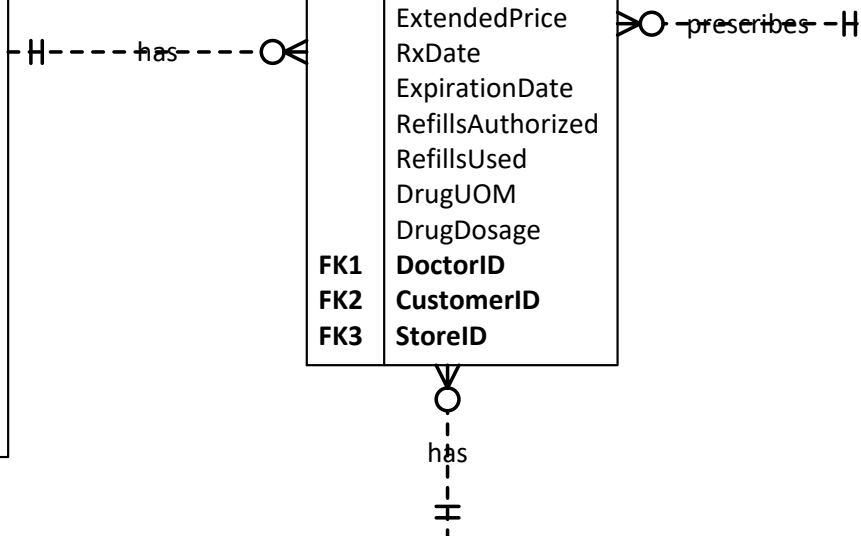 ExtendedPrice
prescribes
has
RxDate
ExpirationDate
RefillsAuthorized
RefillsUsed
DrugUOM
DrugDosage
FK1 DoctorID
FK2 CustomerID
FK3 StoreID
has